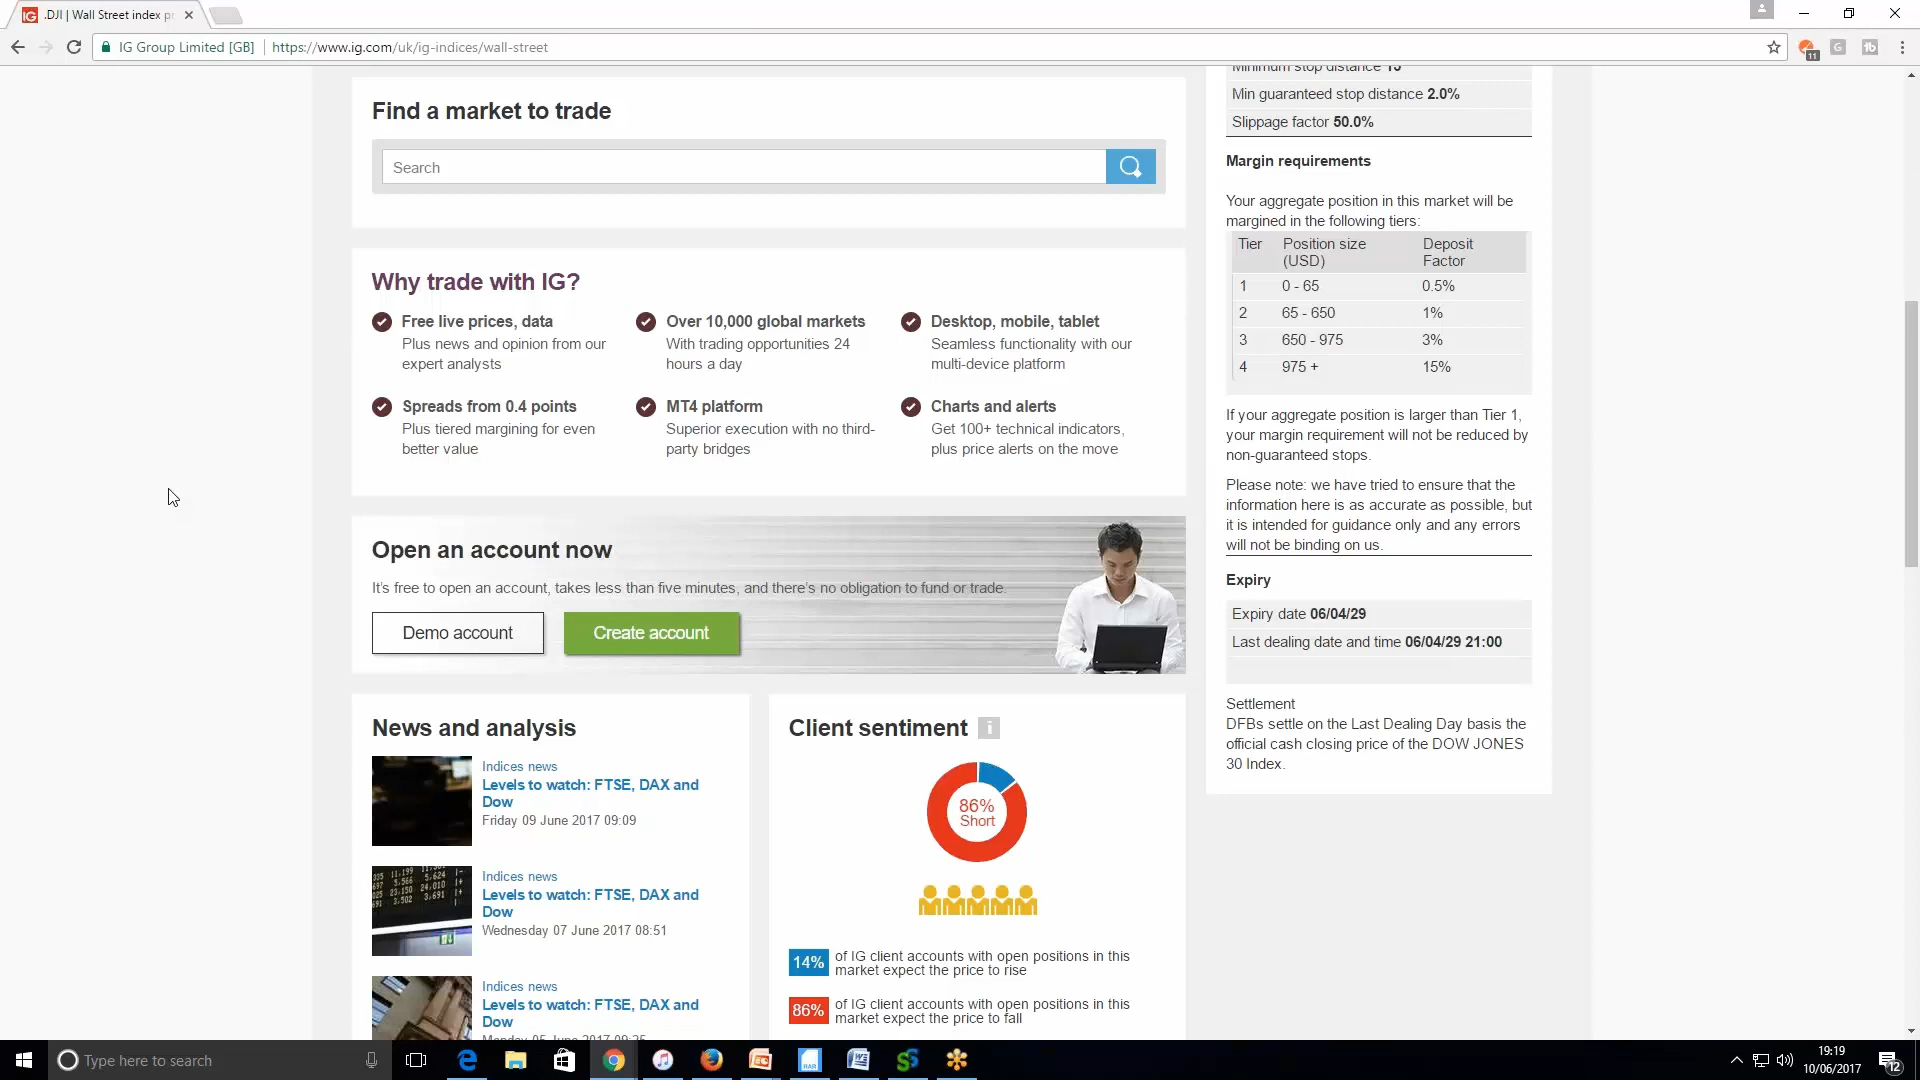 .DJI | Wall Street index p
IG Group Limited [GB]
https://www.ig.com/uk/ig-indices/wall-street
11
Find a market to trade
Search
Why trade with IG?
Free live prices, data
Plus news and opinion from our
expert analysts
Over 10,000 global markets
With trading opportunities 24
hours a day
Desktop, mobile, tablet
Seamless functionality with our
multi-device platform
Spreads from 0.4 points
Plus tiered margining for even
better value
MT4 platform
Superior execution with no third-
party bridges
Charts and alerts
Get 100+ technical indicators,
plus price alerts on the move
Open an account now
It's free to open an account, takes less than five minutes, and there's no obligation to fund or trade.
Demo account
Create account
News and analysis
Indices news
Levels to watch: FTSE, DAX and
Dow
Friday 09 June 2017 09:09
Indices news
Levels to watch: FTSE, DAX and
Dow
Wednesday 07 June 2017 08:51
Indices news
Levels to watch: FTSE, DAX and
Dow
Client sentiment
86%
Short
14%
of IG client accounts with open positions in this
market expect the price to rise
86%
of IG client accounts with open positions in this
market expect the price to fall
Minimum stop distance 15
Min guaranteed stop distance 2.0%
Slippage factor 50.0%
Margin requirements
Your aggregate position in this market will be
margined in the following tiers:
Tier Position size (USD) Deposit Factor
1 0 - 65 0.5%
2 65 - 650 1%
3 650 - 975 3%
4 975 + 15%
If your aggregate position is larger than Tier 1,
your margin requirement will not be reduced by
non-guaranteed stops.
Please note: we have tried to ensure that the
information here is as accurate as possible, but
it is intended for guidance only and any errors
will not be binding on us.
Expiry
Expiry date 06/04/29
Last dealing date and time 06/04/29 21:00
Settlement
DFBs settle on the Last Dealing Day basis the
official cash closing price of the DOW JONES
30 Index.
Type here to search
19:19
10/06/2017
12